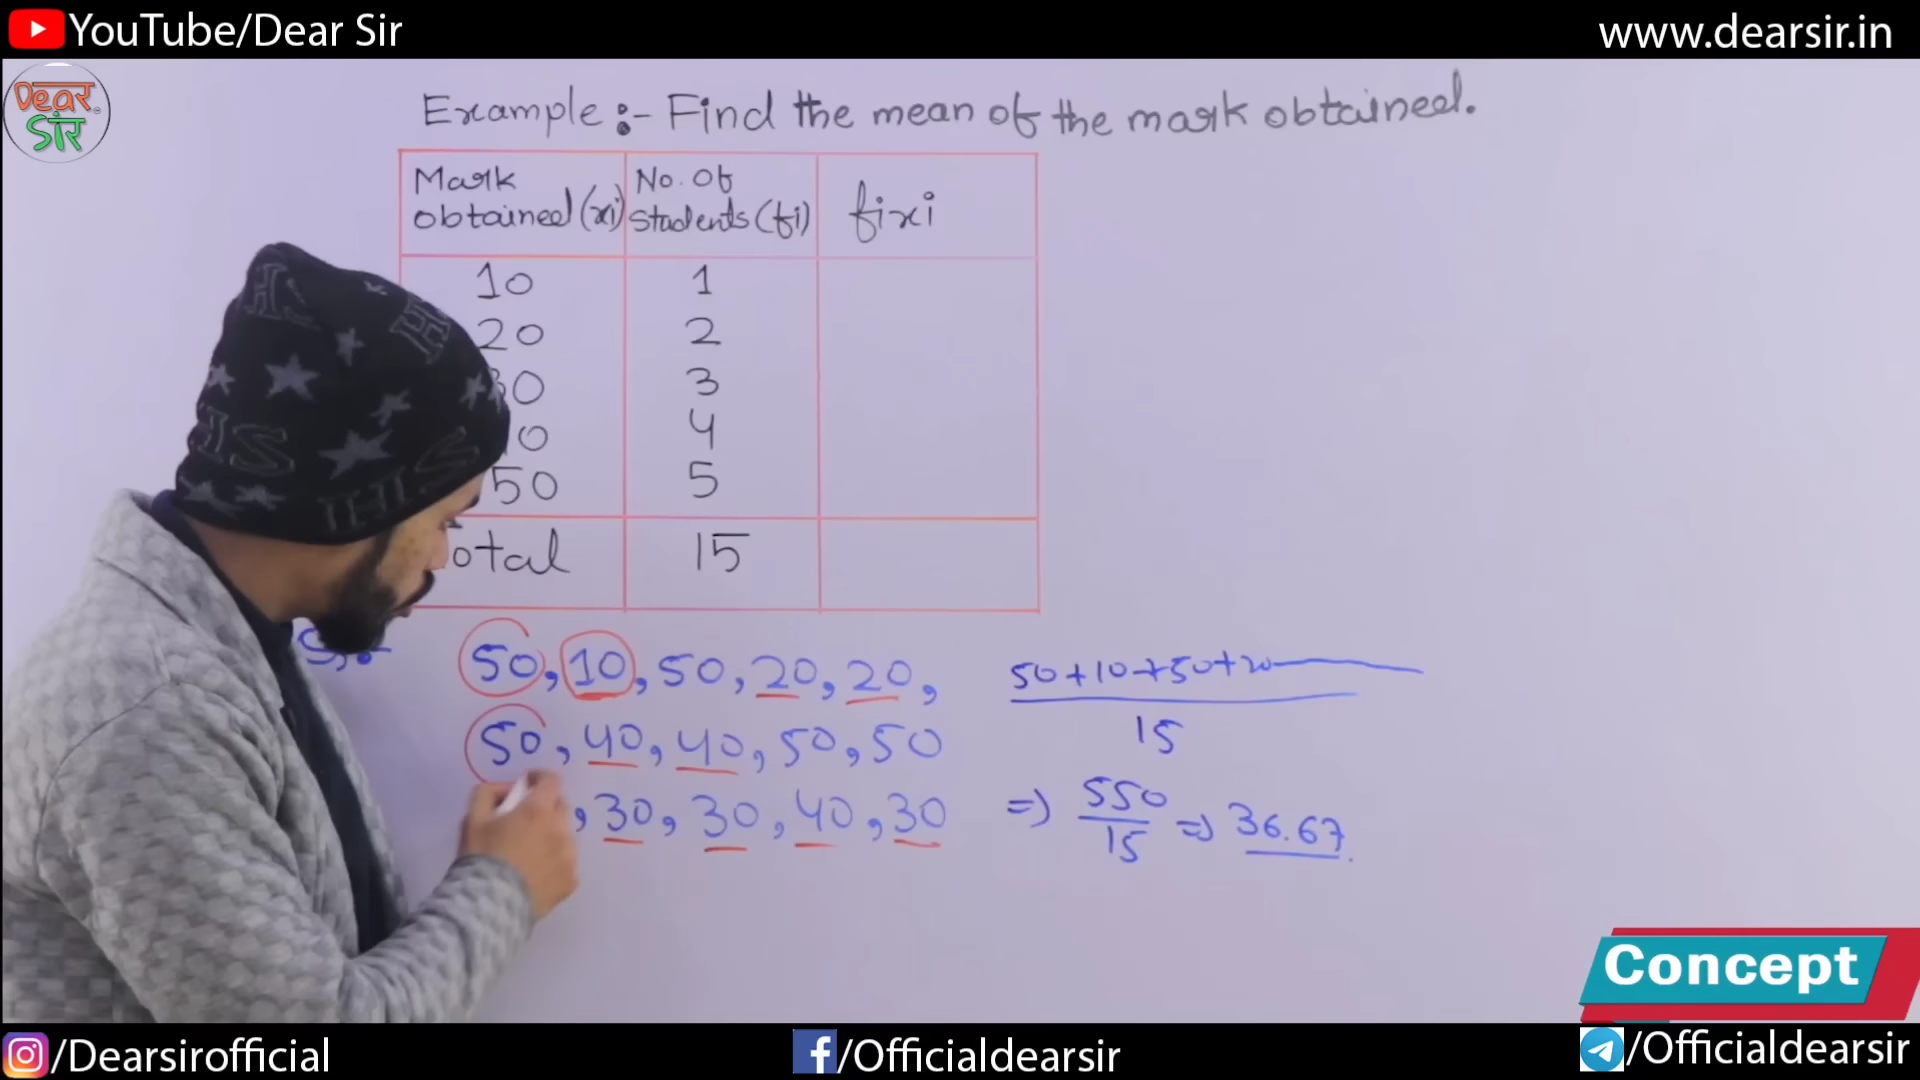 YouTube/Dear Sir
www.dearsir.in
Dear
Sir
Example :- Find the mean of the mark obtained.
Mark obtained (xi)
No. of students (fi)
fixi
10 1
20 2
30 3
0 4
50 5
Total 15
50, 10, 50, 20, 20,
50, 40, 40, 50, 50
, 30, 30, 40, 30
50+10+50+20
15
=) 550/15 => 36.67.
Concept
/Dearsirofficial
/Officialdearsir
/Officialdearsir